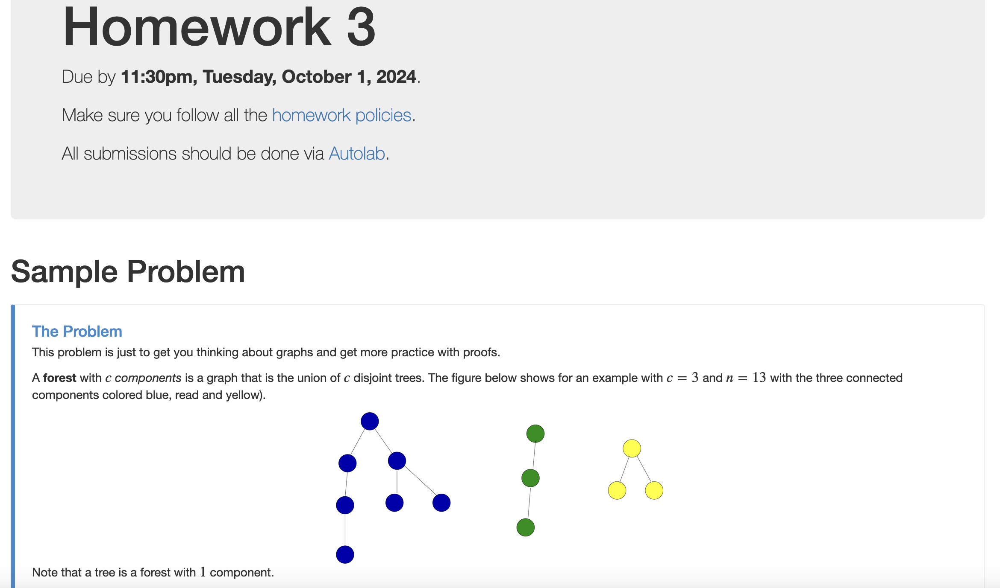 Homework 3
Due by 11:30pm, Tuesday, October 1, 2024.
Make sure you follow all the homework policies.
All submissions should be done via Autolab.
Sample Problem
The Problem
This problem is just to get you thinking about graphs and get more practice with proofs.
A forest with c components is a graph that is the union of c disjoint trees. The figure below shows for an example with c = 3 and n = 13 with the three connected
components colored blue, read and yellow).
Note that a tree is a forest with 1 component.